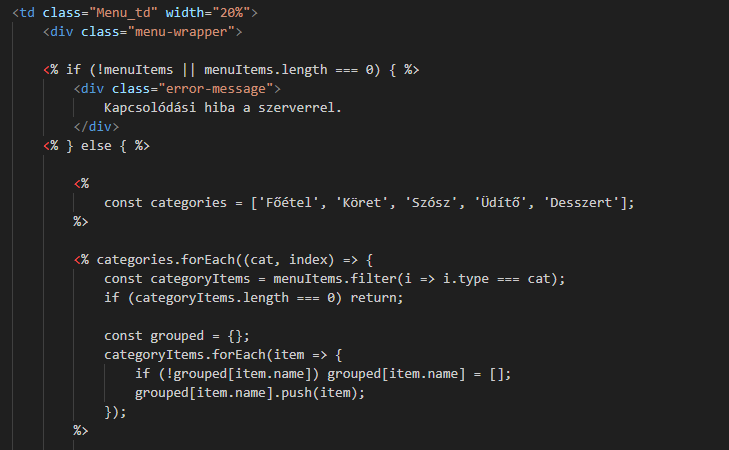 <td class="Menu_td" width="20%">
<div class="menu-wrapper">
<% if (!menuItems || menuItems.length === 0) { %>
<div class="error-message">
Kapcsolódási hiba a szerverrel.
</div>
<% } else { %>
<%
const categories = ['Főétel', 'Köret', 'Szósz', 'Üdítő', 'Desszert'];
%>
<% categories.forEach((cat, index) => {
const categoryItems = menuItems.filter(i => i.type === cat);
if (categoryItems.length === 0) return;
const grouped = {};
categoryItems.forEach(item => {
if (!grouped[item.name]) grouped[item.name] = [];
grouped[item.name].push(item);
});
%>